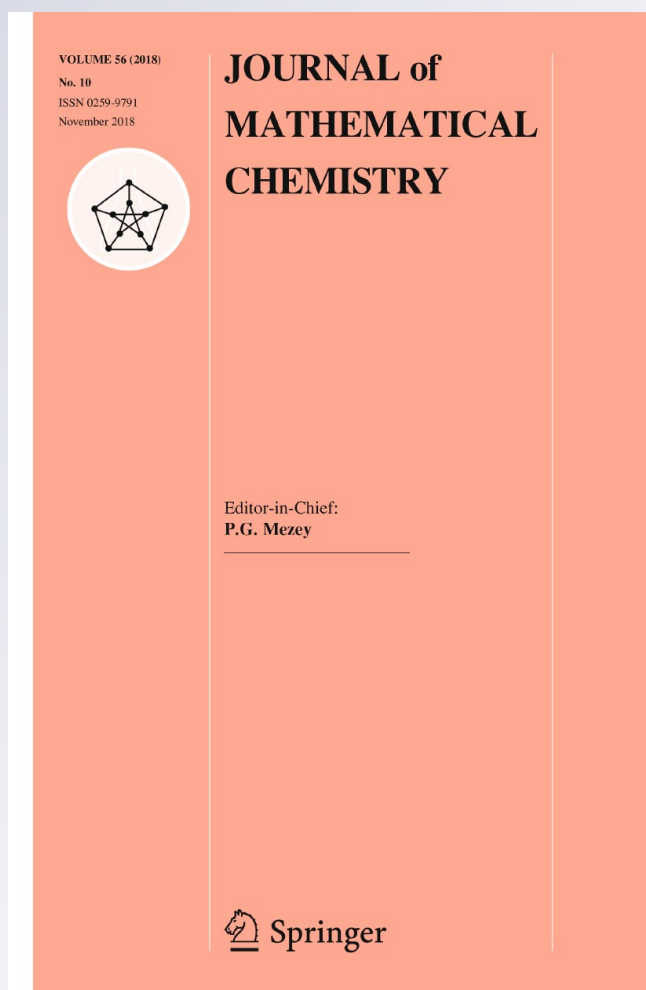 VOLUME 56 (2018)
No. 10
ISSN 0259-9791
November 2018
JOURNAL of
MATHEMATICAL
CHEMISTRY
Editor-in-Chief:
P.G. Mezey
Springer